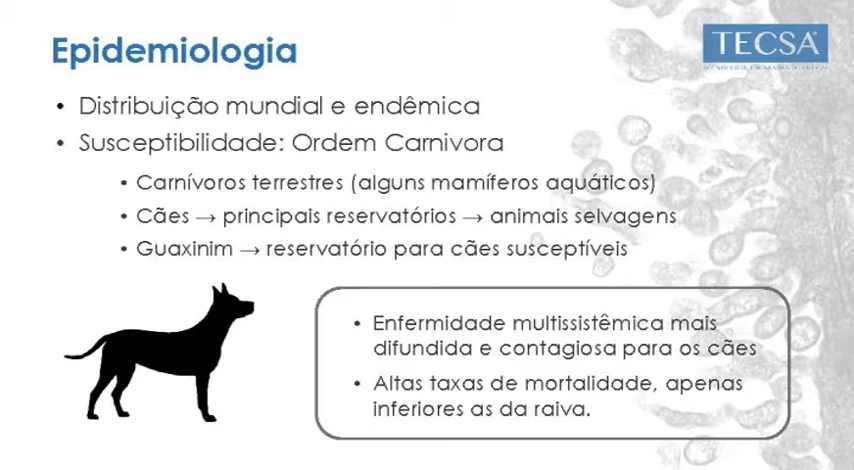 Epidemiologia
TECSA
• Distribuição mundial e endêmica
• Susceptibilidade: Ordem Carnivora
• Carnívoros terrestres (alguns mamíferos aquáticos)
• Cães → principais reservatórios → animais selvagens
• Guaxinim → reservatório para cães susceptíveis
• Enfermidade multissistêmica mais
difundida e contagiosa para os cães
• Altas taxas de mortalidade, apenas
inferiores as da raiva.